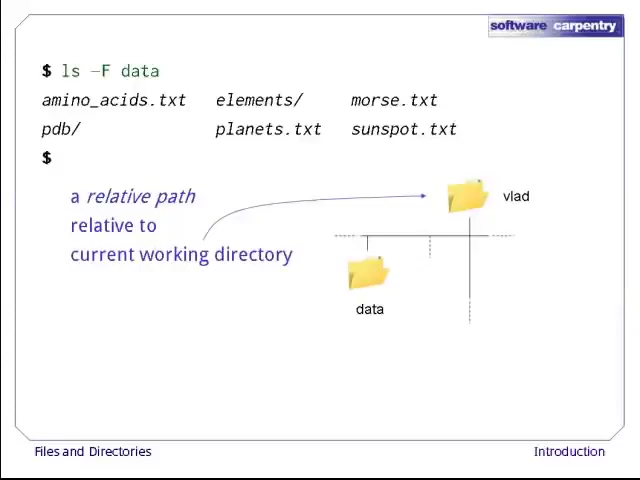 software carpentry
$ ls -F data
amino_acids.txt elements/ morse.txt
pdb/ planets.txt sunspot.txt
$
a relative path
relative to
current working directory
vlad
data
Files and Directories
Introduction